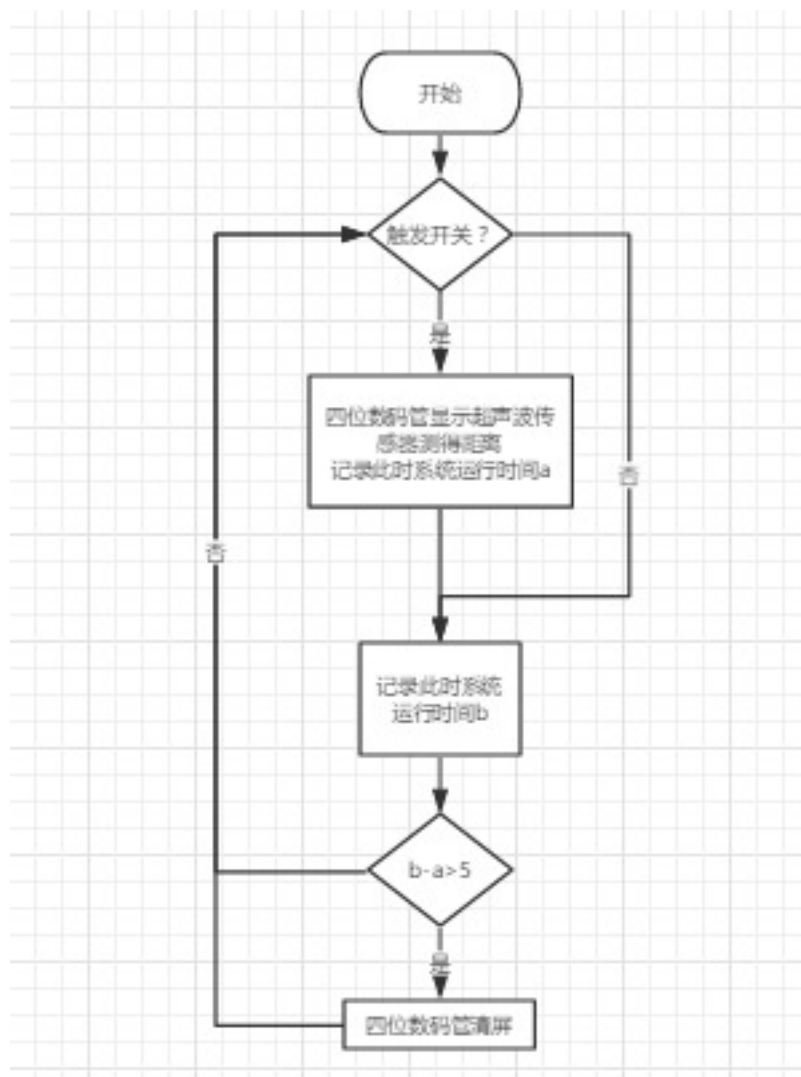 开始
触发开关？
是
四位数码管显示超声波传
感器测得距离
记录此时系统运行时间a
否
否
记录此时系统
运行时间b
b-a>5
是
四位数码管清屏